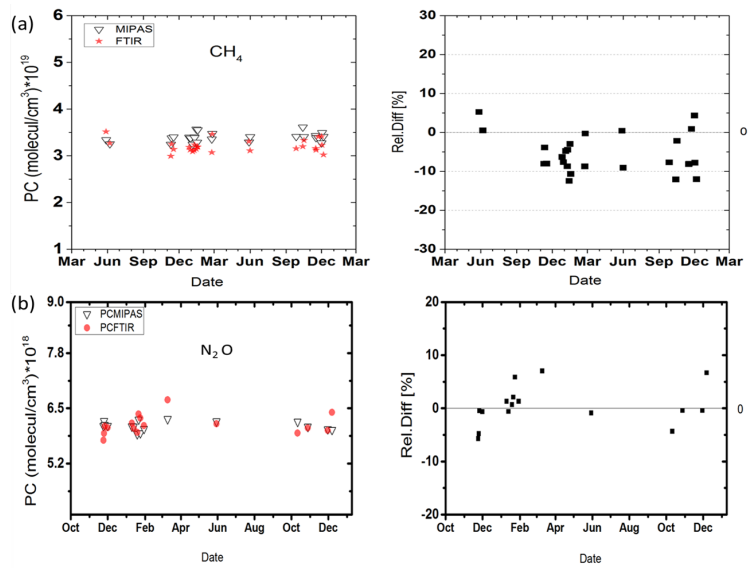 (a)
MIPAS
FTIR
CH4
PC (molecul/cm³)*10¹⁹
6
5
4
3
2
1
Mar Jun Sep Dec Mar Jun Sep Dec Mar
Date
Rel.Diff [%]
30
20
10
0
-10
-20
-30
0
Mar Jun Sep Dec Mar Jun Sep Dec Mar
Date
(b)
PCMIPAS
PCFTIR
N2O
PC (molecul/cm³)*10¹⁸
9.0
7.8
6.5
5.2
Oct Dec Feb Apr Jun Aug Oct Dec
Date
Rel.Diff [%]
20
10
0
-10
-20
0
Oct Dec Feb Apr Jun Aug Oct Dec
Date